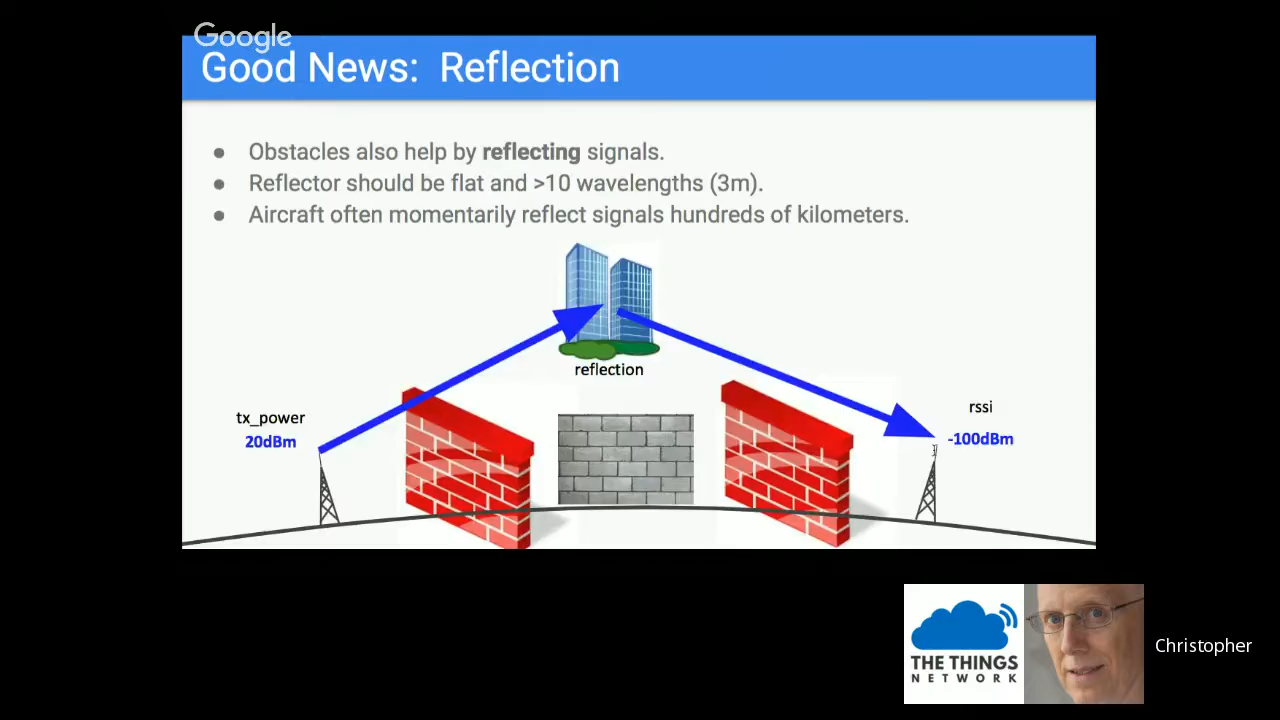 Google
Good News: Reflection
● Obstacles also help by reflecting signals.
● Reflector should be flat and >10 wavelengths (3m).
● Aircraft often momentarily reflect signals hundreds of kilometers.
reflection
tx_power
20dBm
rssi
-100dBm
THE THINGS
NETWORK
Christopher